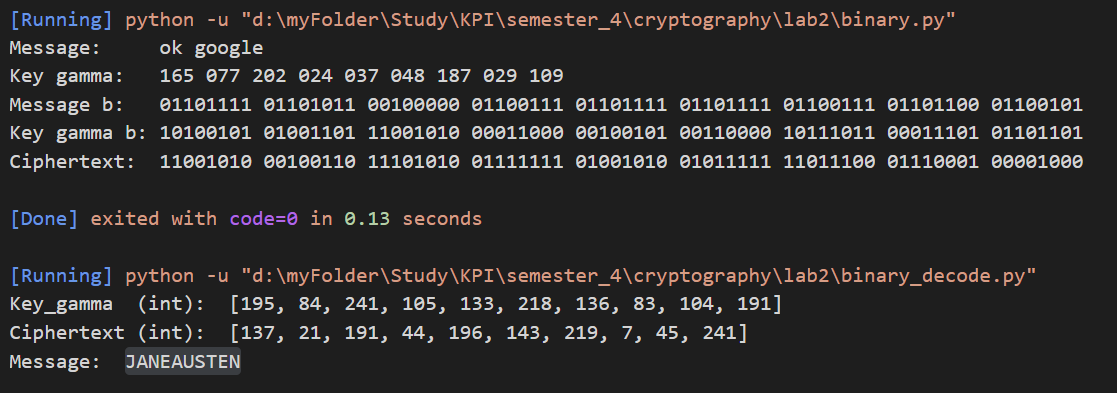 [Running] python -u "d:\myFolder\Study\KPI\semester_4\cryptography\lab2\binary.py"
Message:     ok google
Key gamma:   165 077 202 024 037 048 187 029 109
Message b:   01101111 01101011 00100000 01100111 01101111 01101111 01100111 01101100 01100101
Key gamma b: 10100101 01001101 11001010 00011000 00100101 00110000 10111011 00011101 01101101
Ciphertext:  11001010 00100110 11101010 01111111 01001010 01011111 11011100 01110001 00001000
[Done] exited with code=0 in 0.13 seconds
[Running] python -u "d:\myFolder\Study\KPI\semester_4\cryptography\lab2\binary_decode.py"
Key_gamma  (int):  [195, 84, 241, 105, 133, 218, 136, 83, 104, 191]
Ciphertext (int):  [137, 21, 191, 44, 196, 143, 219, 7, 45, 241]
Message:  JANEAUSTEN